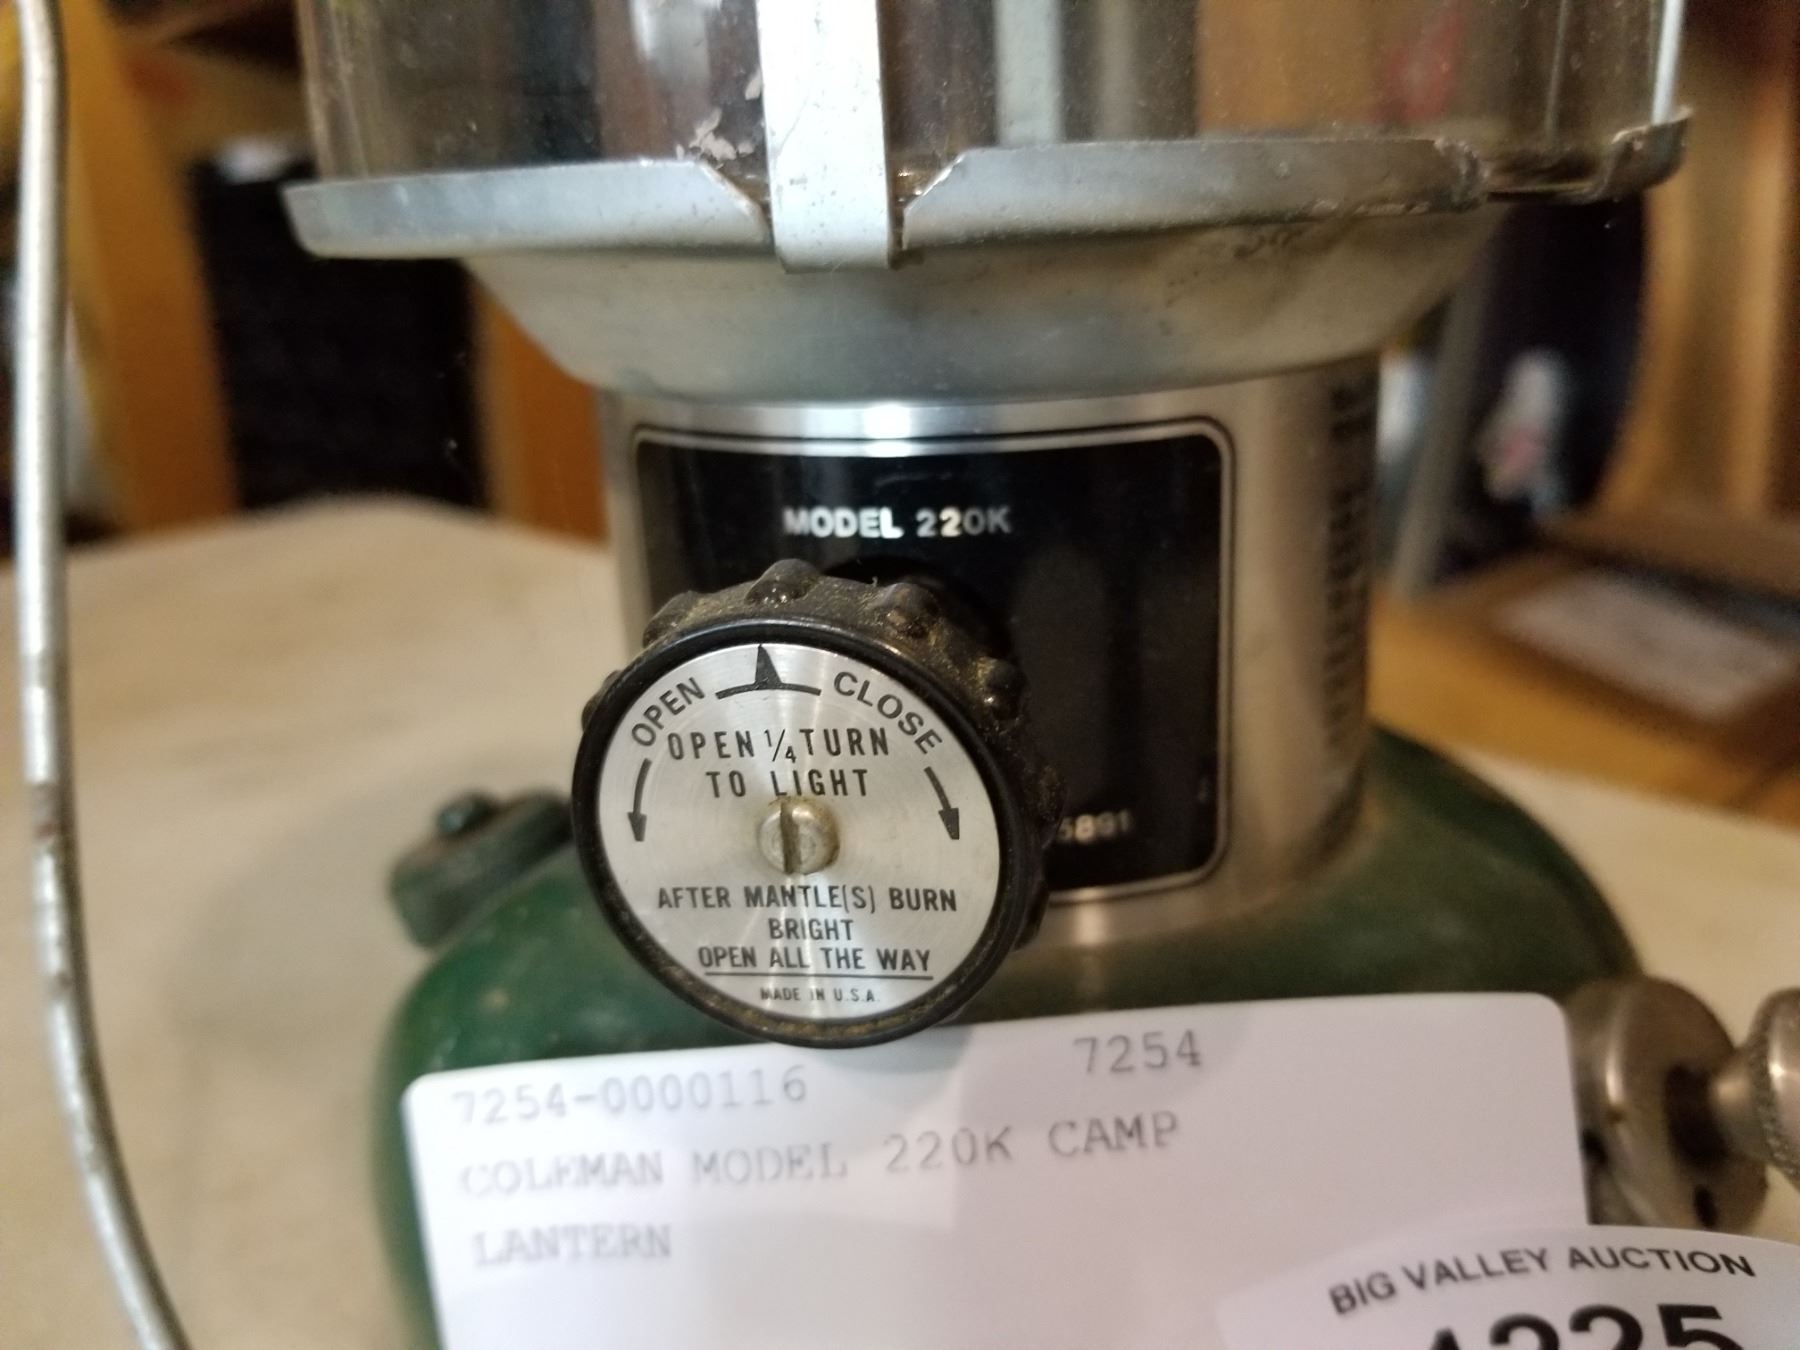 MODEL 220K
OPEN CLOSE
OPEN 1/4 TURN
TO LIGHT
5891
AFTER MANTLE(S) BURN
BRIGHT
OPEN ALL THE WAY
MADE IN U.S.A.
7254-0000116 7254
COLEMAN MODEL 220K CAMP
LANTERN
BIG VALLEY AUCTION